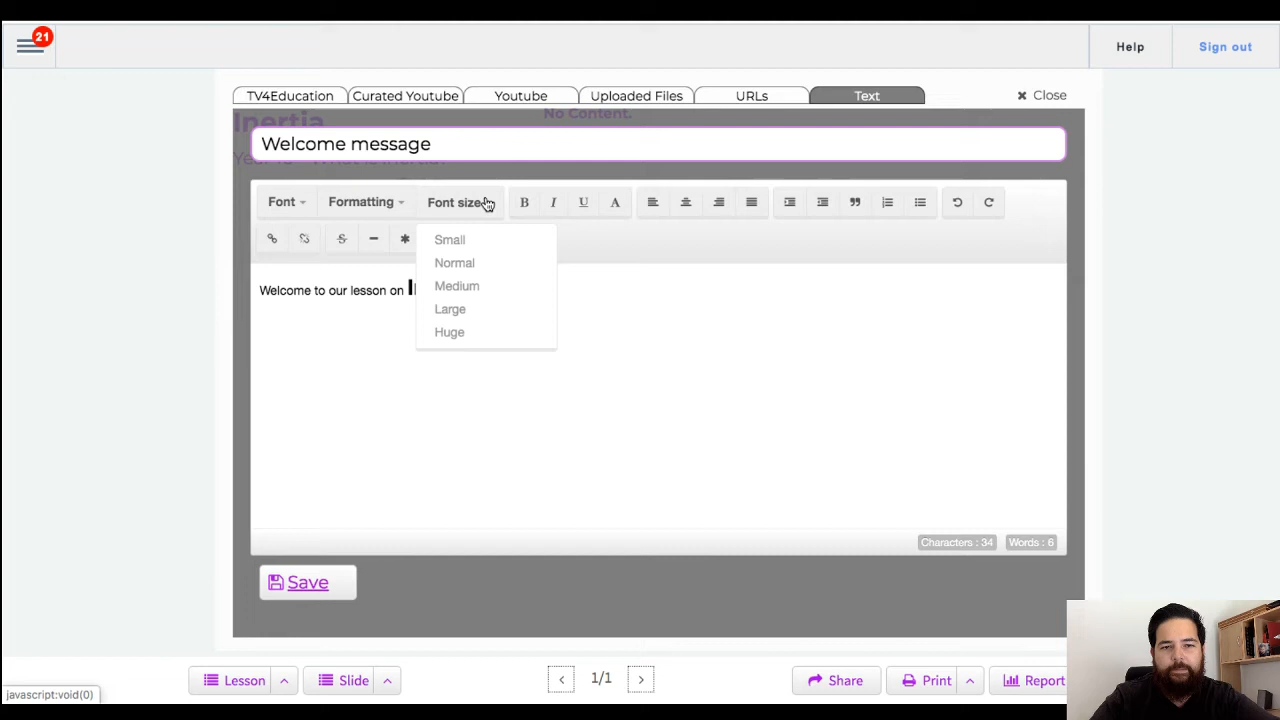 21
Help
Sign out
TV4Education
Curated Youtube
Youtube
Uploaded Files
URLs
Text
✖ Close
Inertia
No Content.
Welcome message
Font
Formatting
Font size
B
I
U
A
Small
Normal
Medium
Large
Huge
Welcome to our lesson on
Characters : 34
Words : 6
Save
Lesson
Slide
1/1
Share
Print
Report
javascript:void(0)